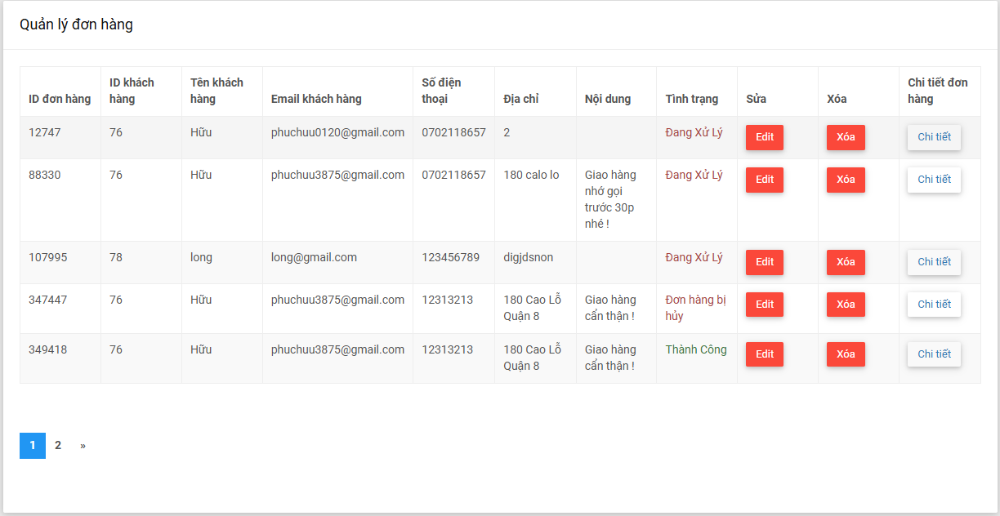 Quản lý đơn hàng
ID đơn hàng
ID khách
hàng
Tên khách
hàng
Email khách hàng
Số điện
thoại
Địa chỉ
Nội dung
Tình trạng
Sửa
Xóa
Chi tiết đơn
hàng
12747
76
Hữu
phuchuu0120@gmail.com
0702118657
2
Đang Xử Lý
Edit
Xóa
Chi tiết
88330
76
Hữu
phuchuu3875@gmail.com
0702118657
180 calo lo
Giao hàng
nhớ gọi
trước 30p
nhé !
Đang Xử Lý
Edit
Xóa
Chi tiết
107995
78
long
long@gmail.com
123456789
digjdsnon
Đang Xử Lý
Edit
Xóa
Chi tiết
347447
76
Hữu
phuchuu3875@gmail.com
12313213
180 Cao Lỗ
Quận 8
Giao hàng
cẩn thận !
Đơn hàng bị
hủy
Edit
Xóa
Chi tiết
349418
76
Hữu
phuchuu3875@gmail.com
12313213
180 Cao Lỗ
Quận 8
Giao hàng
cẩn thận !
Thành Công
Edit
Xóa
Chi tiết
1 2 »